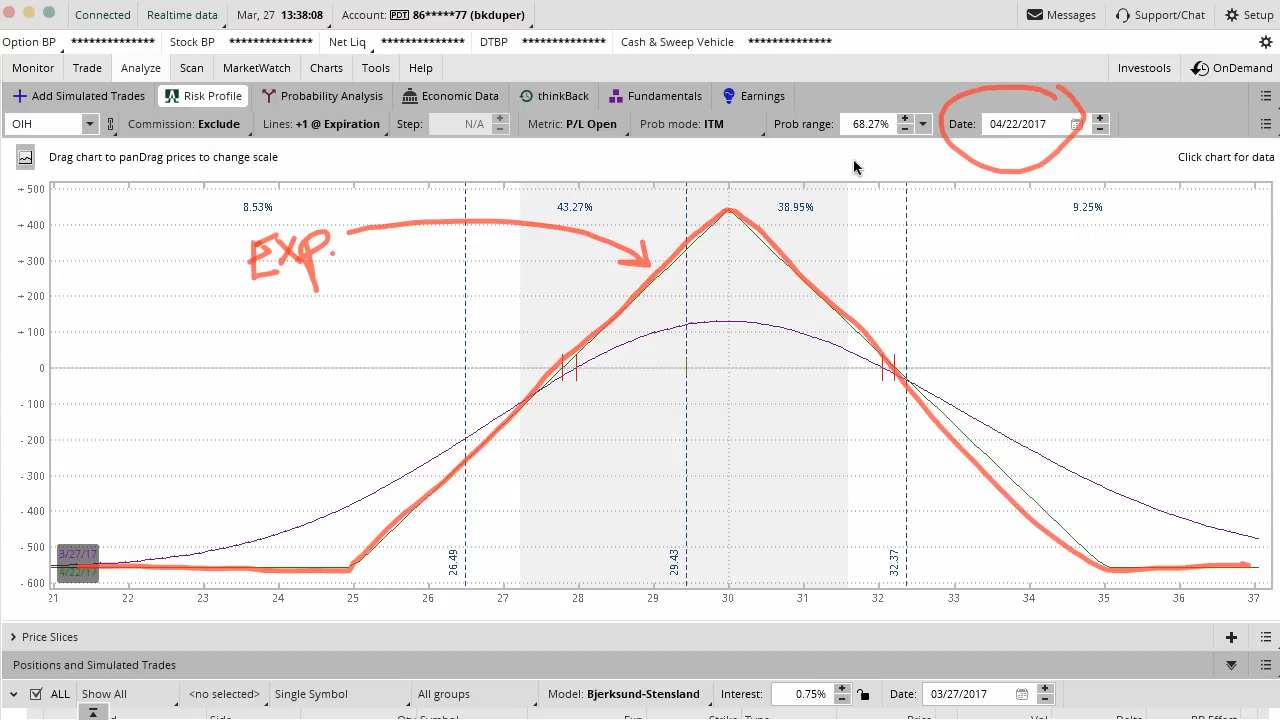 Connected Realtime data Mar, 27 13:38:08 Account: PDT 86*****77 (bkduper) Messages Support/Chat Setup
Option BP ************** Stock BP ************** Net Liq ************** DTBP ************** Cash & Sweep Vehicle **************
Monitor Trade Analyze Scan MarketWatch Charts Tools Help Investools OnDemand
Add Simulated Trades Risk Profile Probability Analysis Economic Data thinkBack Fundamentals Earnings
OIH Commission: Exclude Lines: +1 @ Expiration Step: N/A Metric: P/L Open Prob mode: ITM Prob range: 68.27% Date: 04/22/2017
Drag chart to panDrag prices to change scale Click chart for data
+ 500
8.53% 43.27% 38.95% 9.25%
+ 400
Exp.
+ 300
+ 200
+ 100
0
- 100
- 200
- 300
- 400
- 500
3/27/17
4/22/17
26.49 29.43 32.37
- 600
21 22 23 24 25 26 27 28 29 30 31 32 33 34 35 36 37
Price Slices
Positions and Simulated Trades
ALL Show All <no selected> Single Symbol All groups Model: Bjerksund-Stensland Interest: 0.75% Date: 03/27/2017